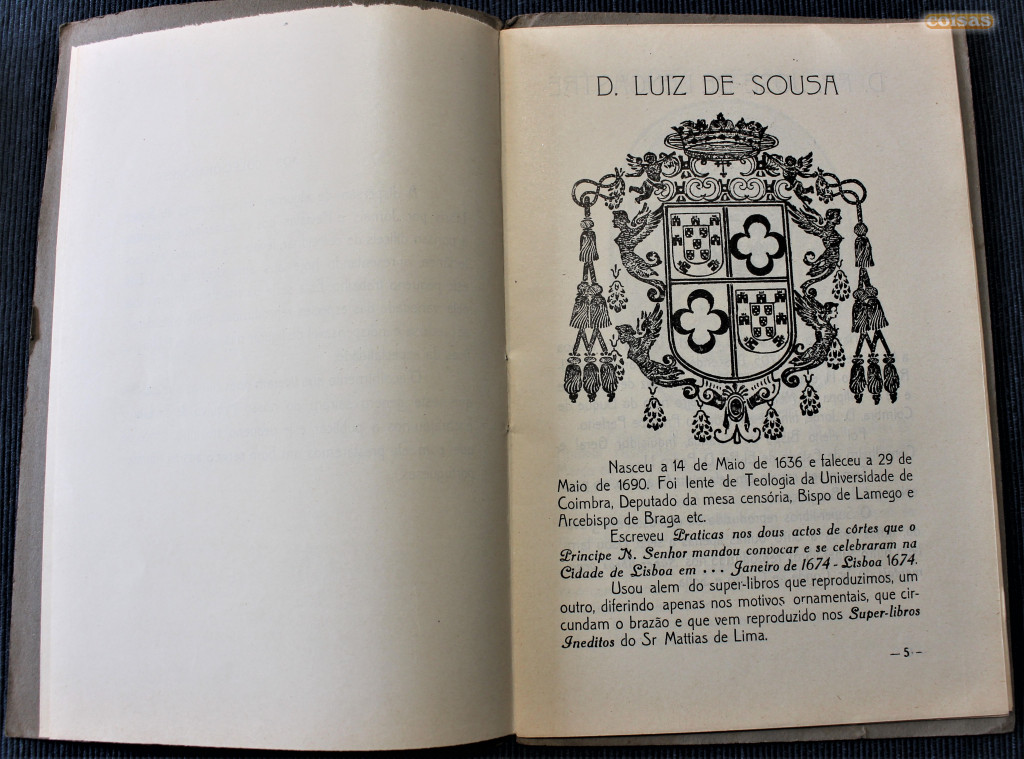 coisas
D. LUIZ DE SOUSA
Nasceu a 14 de Maio de 1636 e faleceu a 29 de
Maio de 1690. Foi lente de Teologia da Universidade de
Coimbra, Deputado da mesa censória, Bispo de Lamego e
Arcebispo de Braga etc.
Escreveu Praticas nos dous actos de côrtes que o
Principe N. Senhor mandou convocar e se celebraram na
Cidade de Lisboa em ... Janeiro de 1674 - Lisboa 1674.
Usou alem do super-libros que reproduzimos, um
outro, diferindo apenas nos motivos ornamentais, que cir-
cundam o brazão e que vem reproduzido nos Super-libros
Ineditos do Sr Mattias de Lima.
— 5 —